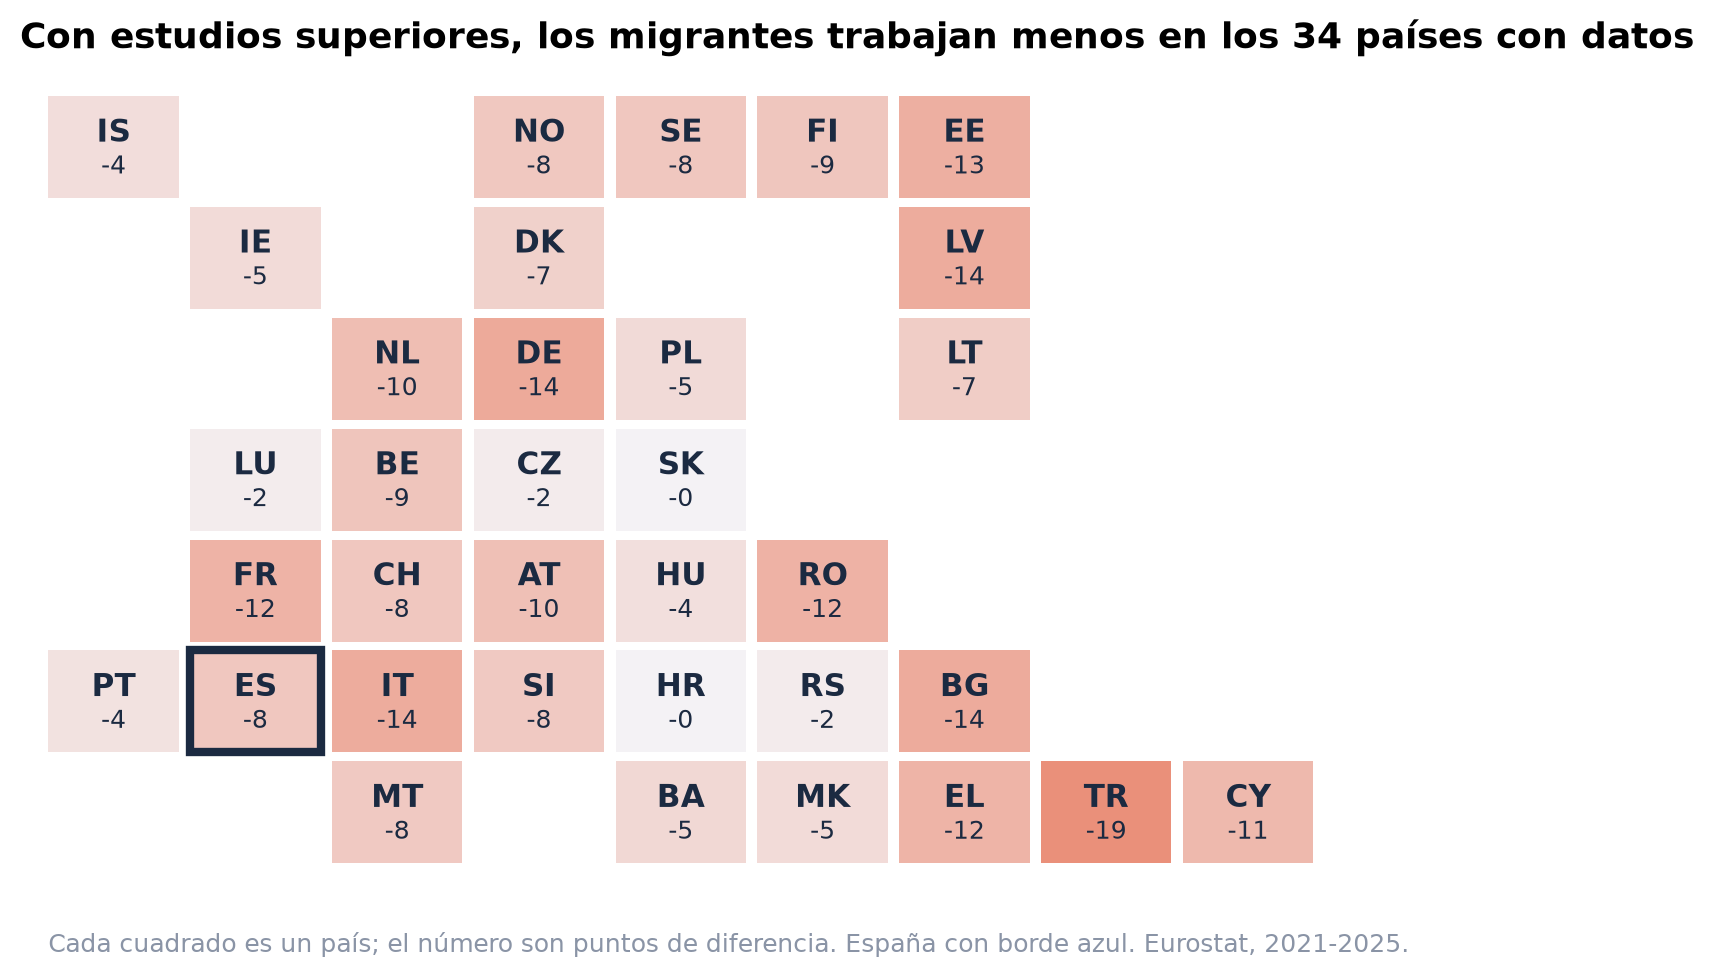 Con estudios superiores, los migrantes trabajan menos en los 34 países con datos
IS NO SE FI EE
-4 -8 -8 -9 -13
IE DK LV
-5 -7 -14
NL DE PL LT
-10 -14 -5 -7
LU BE CZ SK
-2 -9 -2 -0
FR CH AT HU RO
-12 -8 -10 -4 -12
PT ES IT SI HR RS BG
-4 -8 -14 -8 -0 -2 -14
MT BA MK EL TR CY
-8 -5 -5 -12 -19 -11
Cada cuadrado es un país; el número son puntos de diferencia. España con borde azul. Eurostat, 2021-2025.